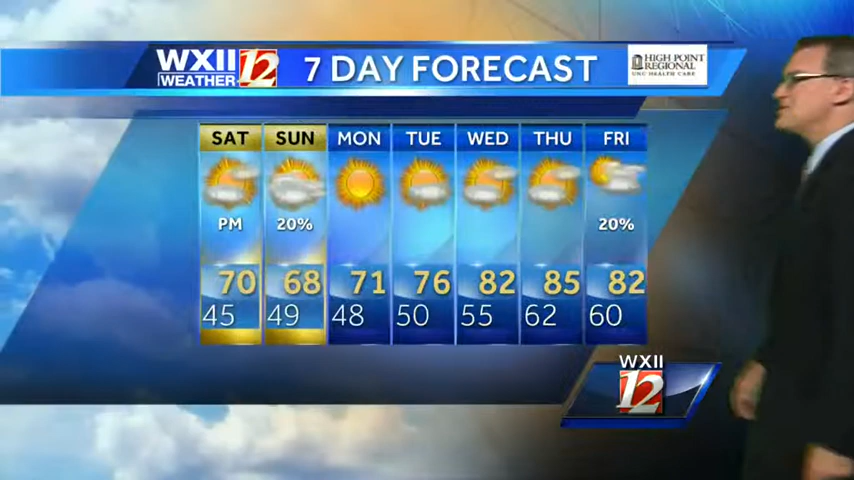 WXII 12
WEATHER
7 DAY FORECAST
HIGH POINT
REGIONAL
UNC HEALTH CARE
SAT SUN MON TUE WED THU FRI
PM 20% 20%
70 68 71 76 82 85 82
45 49 48 50 55 62 60
WXII
12